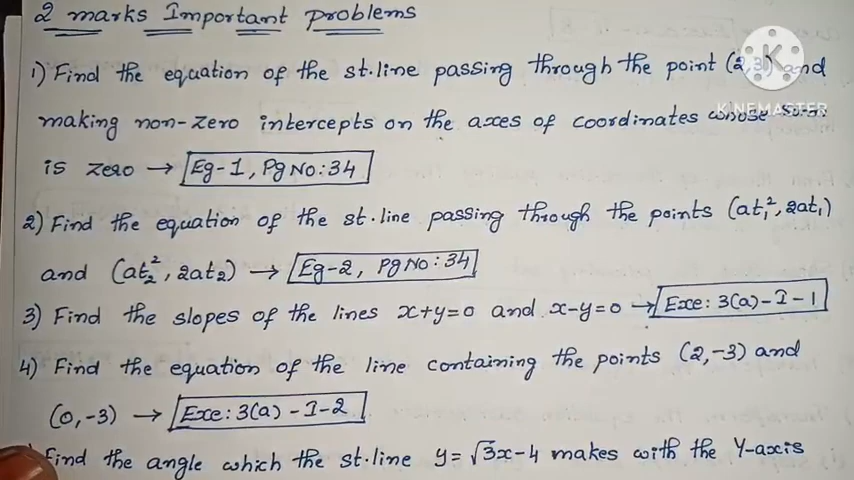 2 marks Important problems
1) Find the equation of the st.line passing through the point (2,3) and
making non-zero intercepts on the axes of coordinates whose sum
is zero → Eg-1, Pg No:34
2) Find the equation of the st.line passing through the points (at₁², 2at₁)
and (at₂², 2at₂) → Eg-2, Pg No:34
3) Find the slopes of the lines x+y=0 and x-y=0 → Exe: 3(a)-I-1
4) Find the equation of the line containing the points (2,-3) and
(0,-3) → Exe: 3(a)-I-2
Find the angle which the st.line y=√3x-4 makes with the Y-axis
K
KINEMASTER